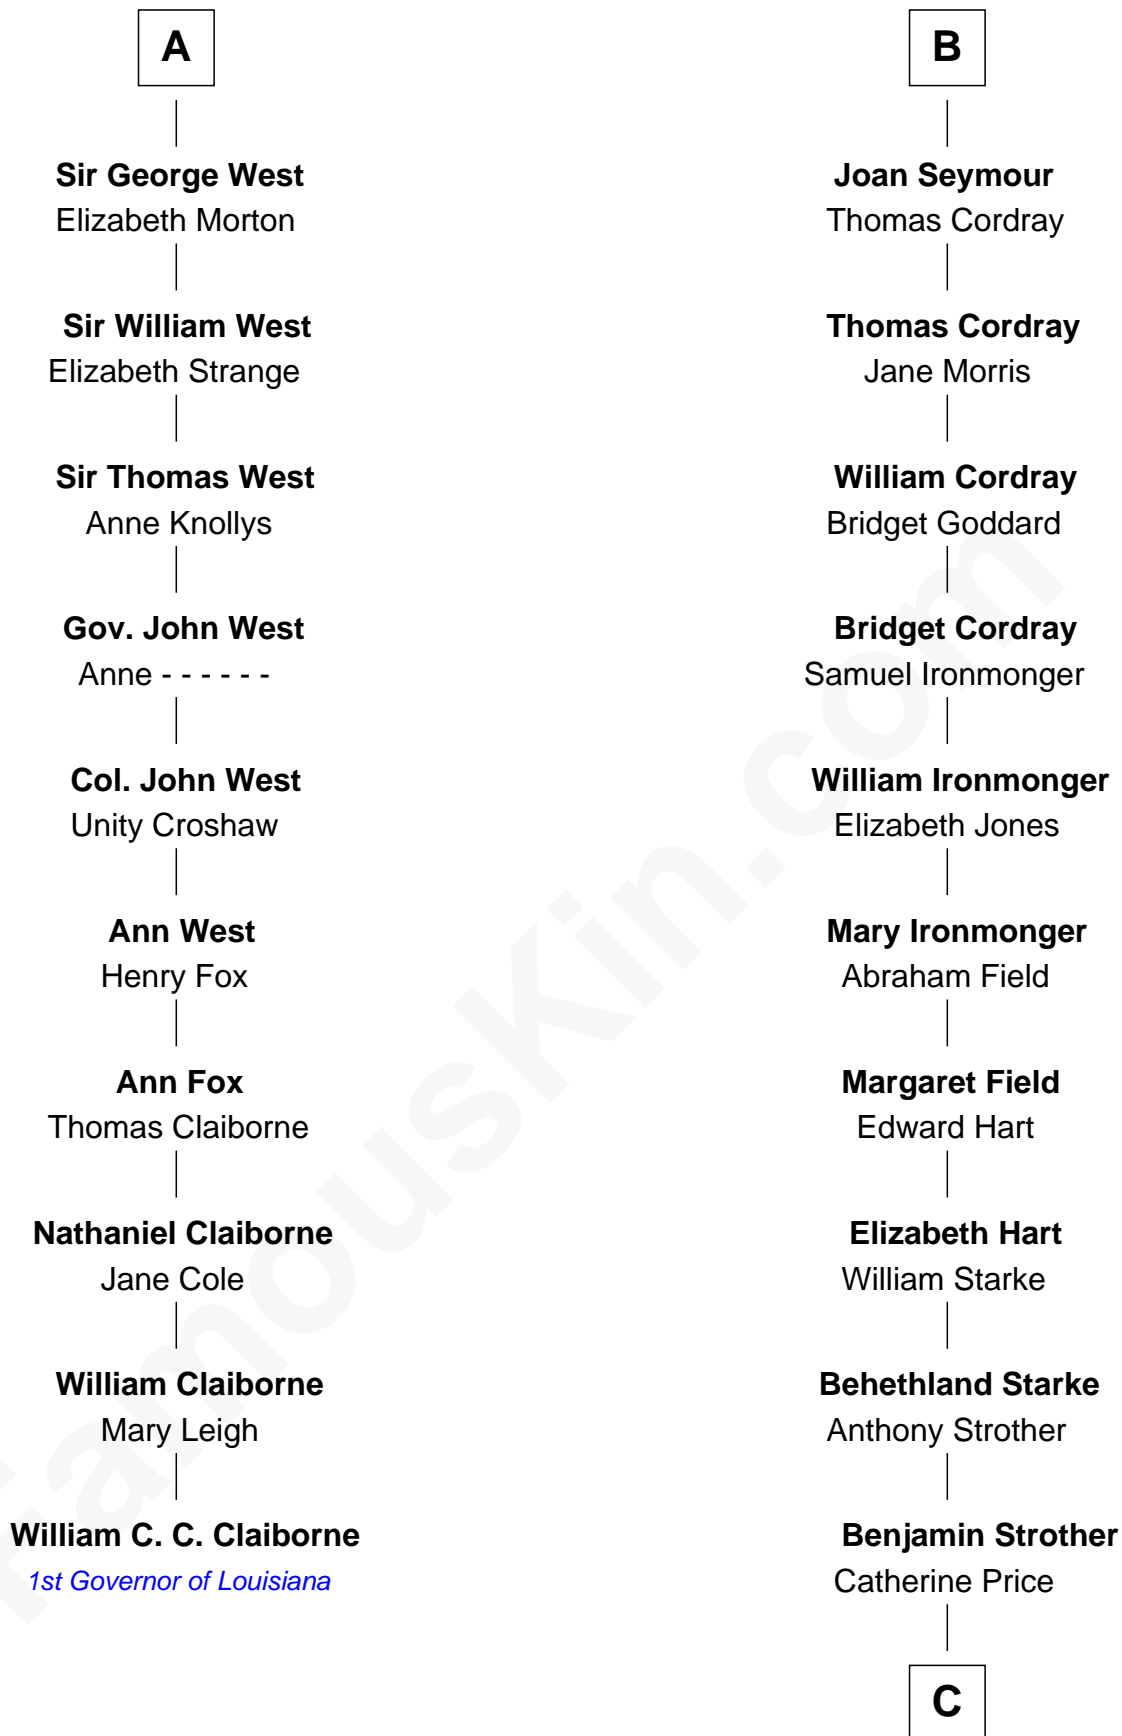 A
Sir George West
Elizabeth Morton
Sir William West
Elizabeth Strange
Sir Thomas West
Anne Knollys
Gov. John West
Anne - - - - - -
Col. John West
Unity Croshaw
Ann West
Henry Fox
Ann Fox
Thomas Claiborne
Nathaniel Claiborne
Jane Cole
William Claiborne
Mary Leigh
William C. C. Claiborne
1st Governor of Louisiana
B
Joan Seymour
Thomas Cordray
Thomas Cordray
Jane Morris
William Cordray
Bridget Goddard
Bridget Cordray
Samuel Ironmonger
William Ironmonger
Elizabeth Jones
Mary Ironmonger
Abraham Field
Margaret Field
Edward Hart
Elizabeth Hart
William Starke
Behethland Starke
Anthony Strother
Benjamin Strother
Catherine Price
C
FamousKin.com